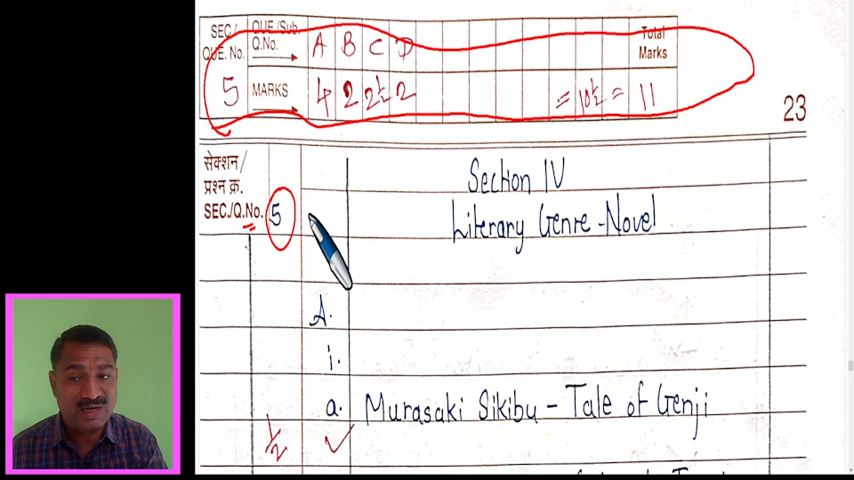 SEC/ QUE/Sub. A B C D Total
QUE. No. Q.No. Marks
5 MARKS 4 2 2½ 2 = 10½ = 11
23
सेक्शन/
प्रश्न क्र.
SEC./Q.No. 5
Section IV
Literary Genre - Novel
A.
i.
a. Murasaki Sikibu - Tale of Genji
½